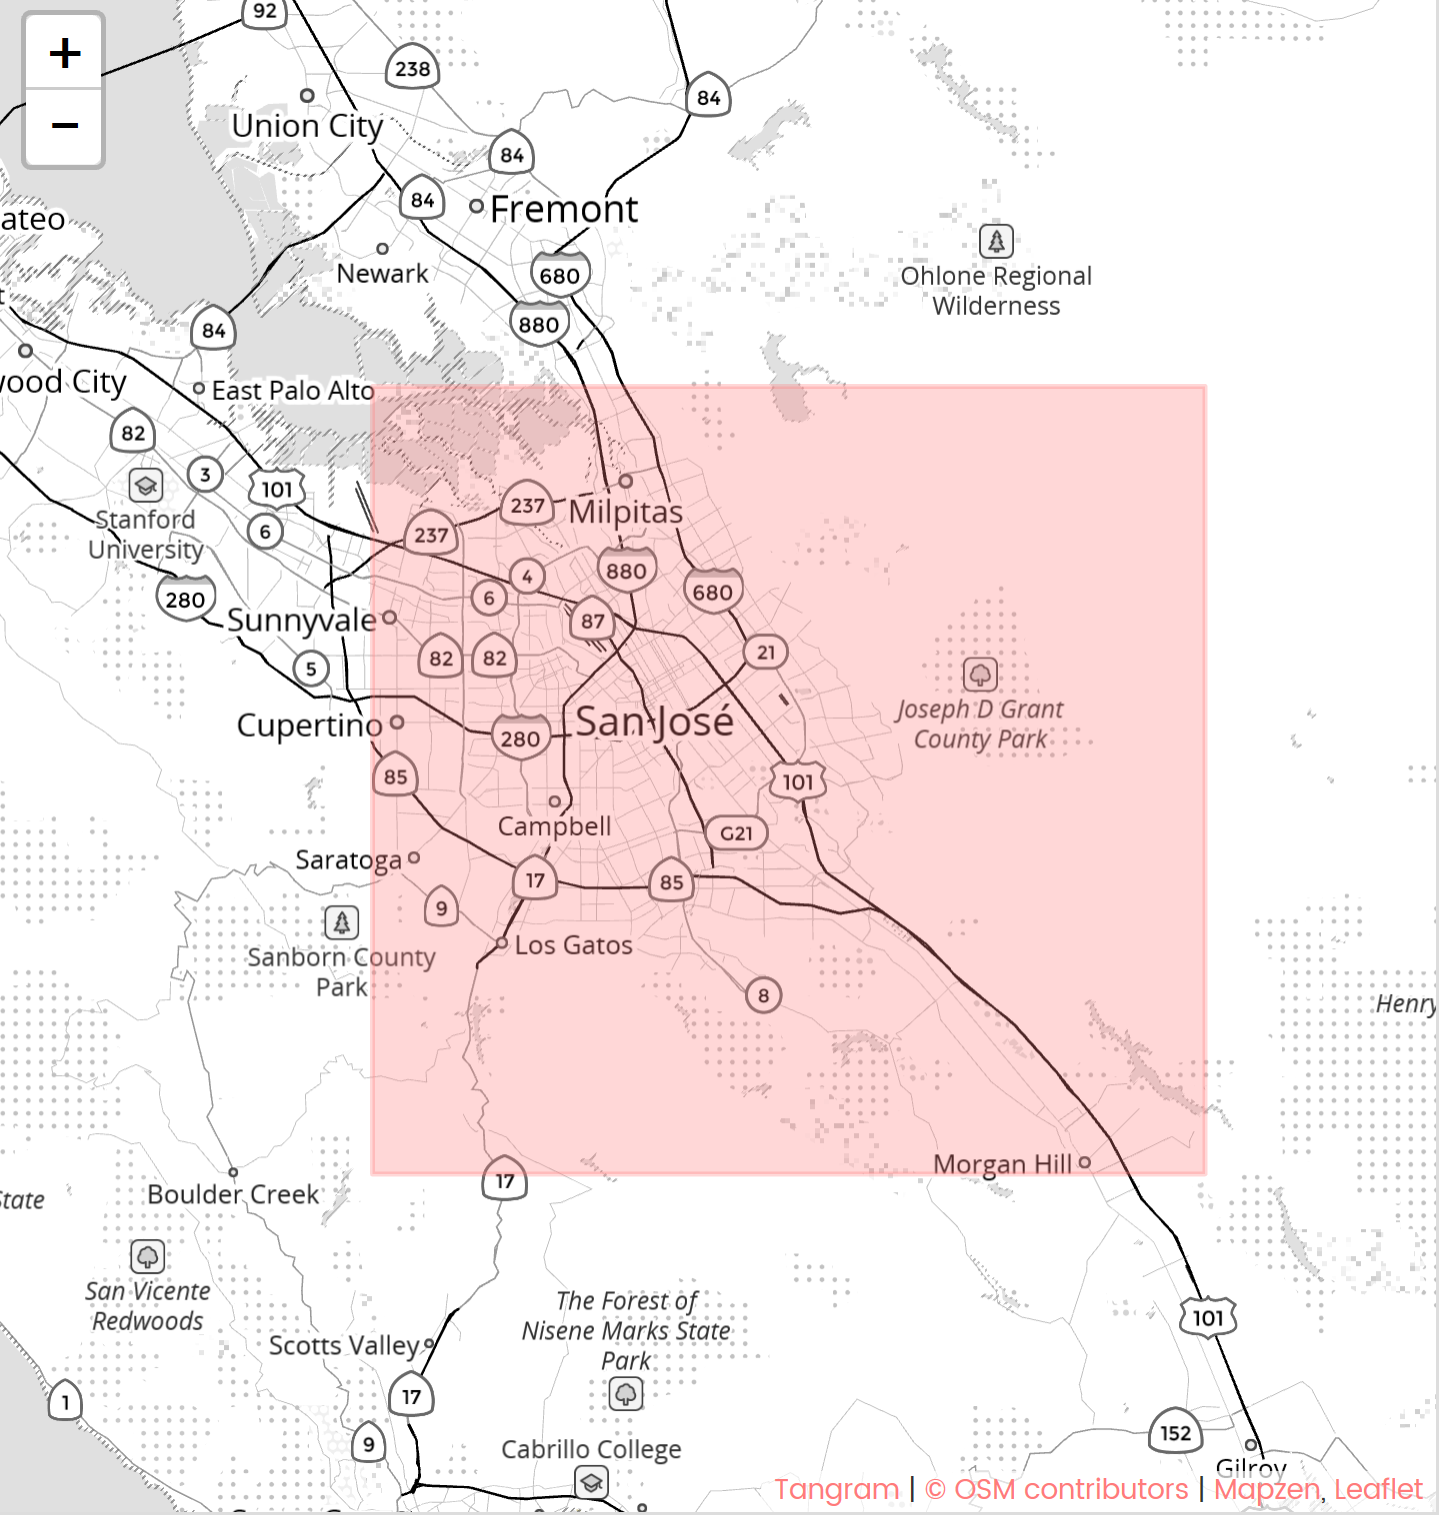 +
−
92
238
84
Union City
84
84
Fremont
ateo
Newark
680
Ohlone Regional
Wilderness
880
84
wood City
East Palo Alto
82
3
101
237
Milpitas
Stanford
University
6
237
880
4
680
280
6
Sunnyvale
87
82
82
21
5
Joseph D Grant
County Park
Cupertino
San José
280
85
101
Campbell
G21
Saratoga
17
85
9
Los Gatos
Sanborn County
Park
8
Henry
Morgan Hill
17
State
Boulder Creek
San Vicente
Redwoods
The Forest of
Nisene Marks State
Park
101
Scotts Valley
1
17
152
9
Cabrillo College
Gilroy
Tangram | © OSM contributors | Mapzen, Leaflet